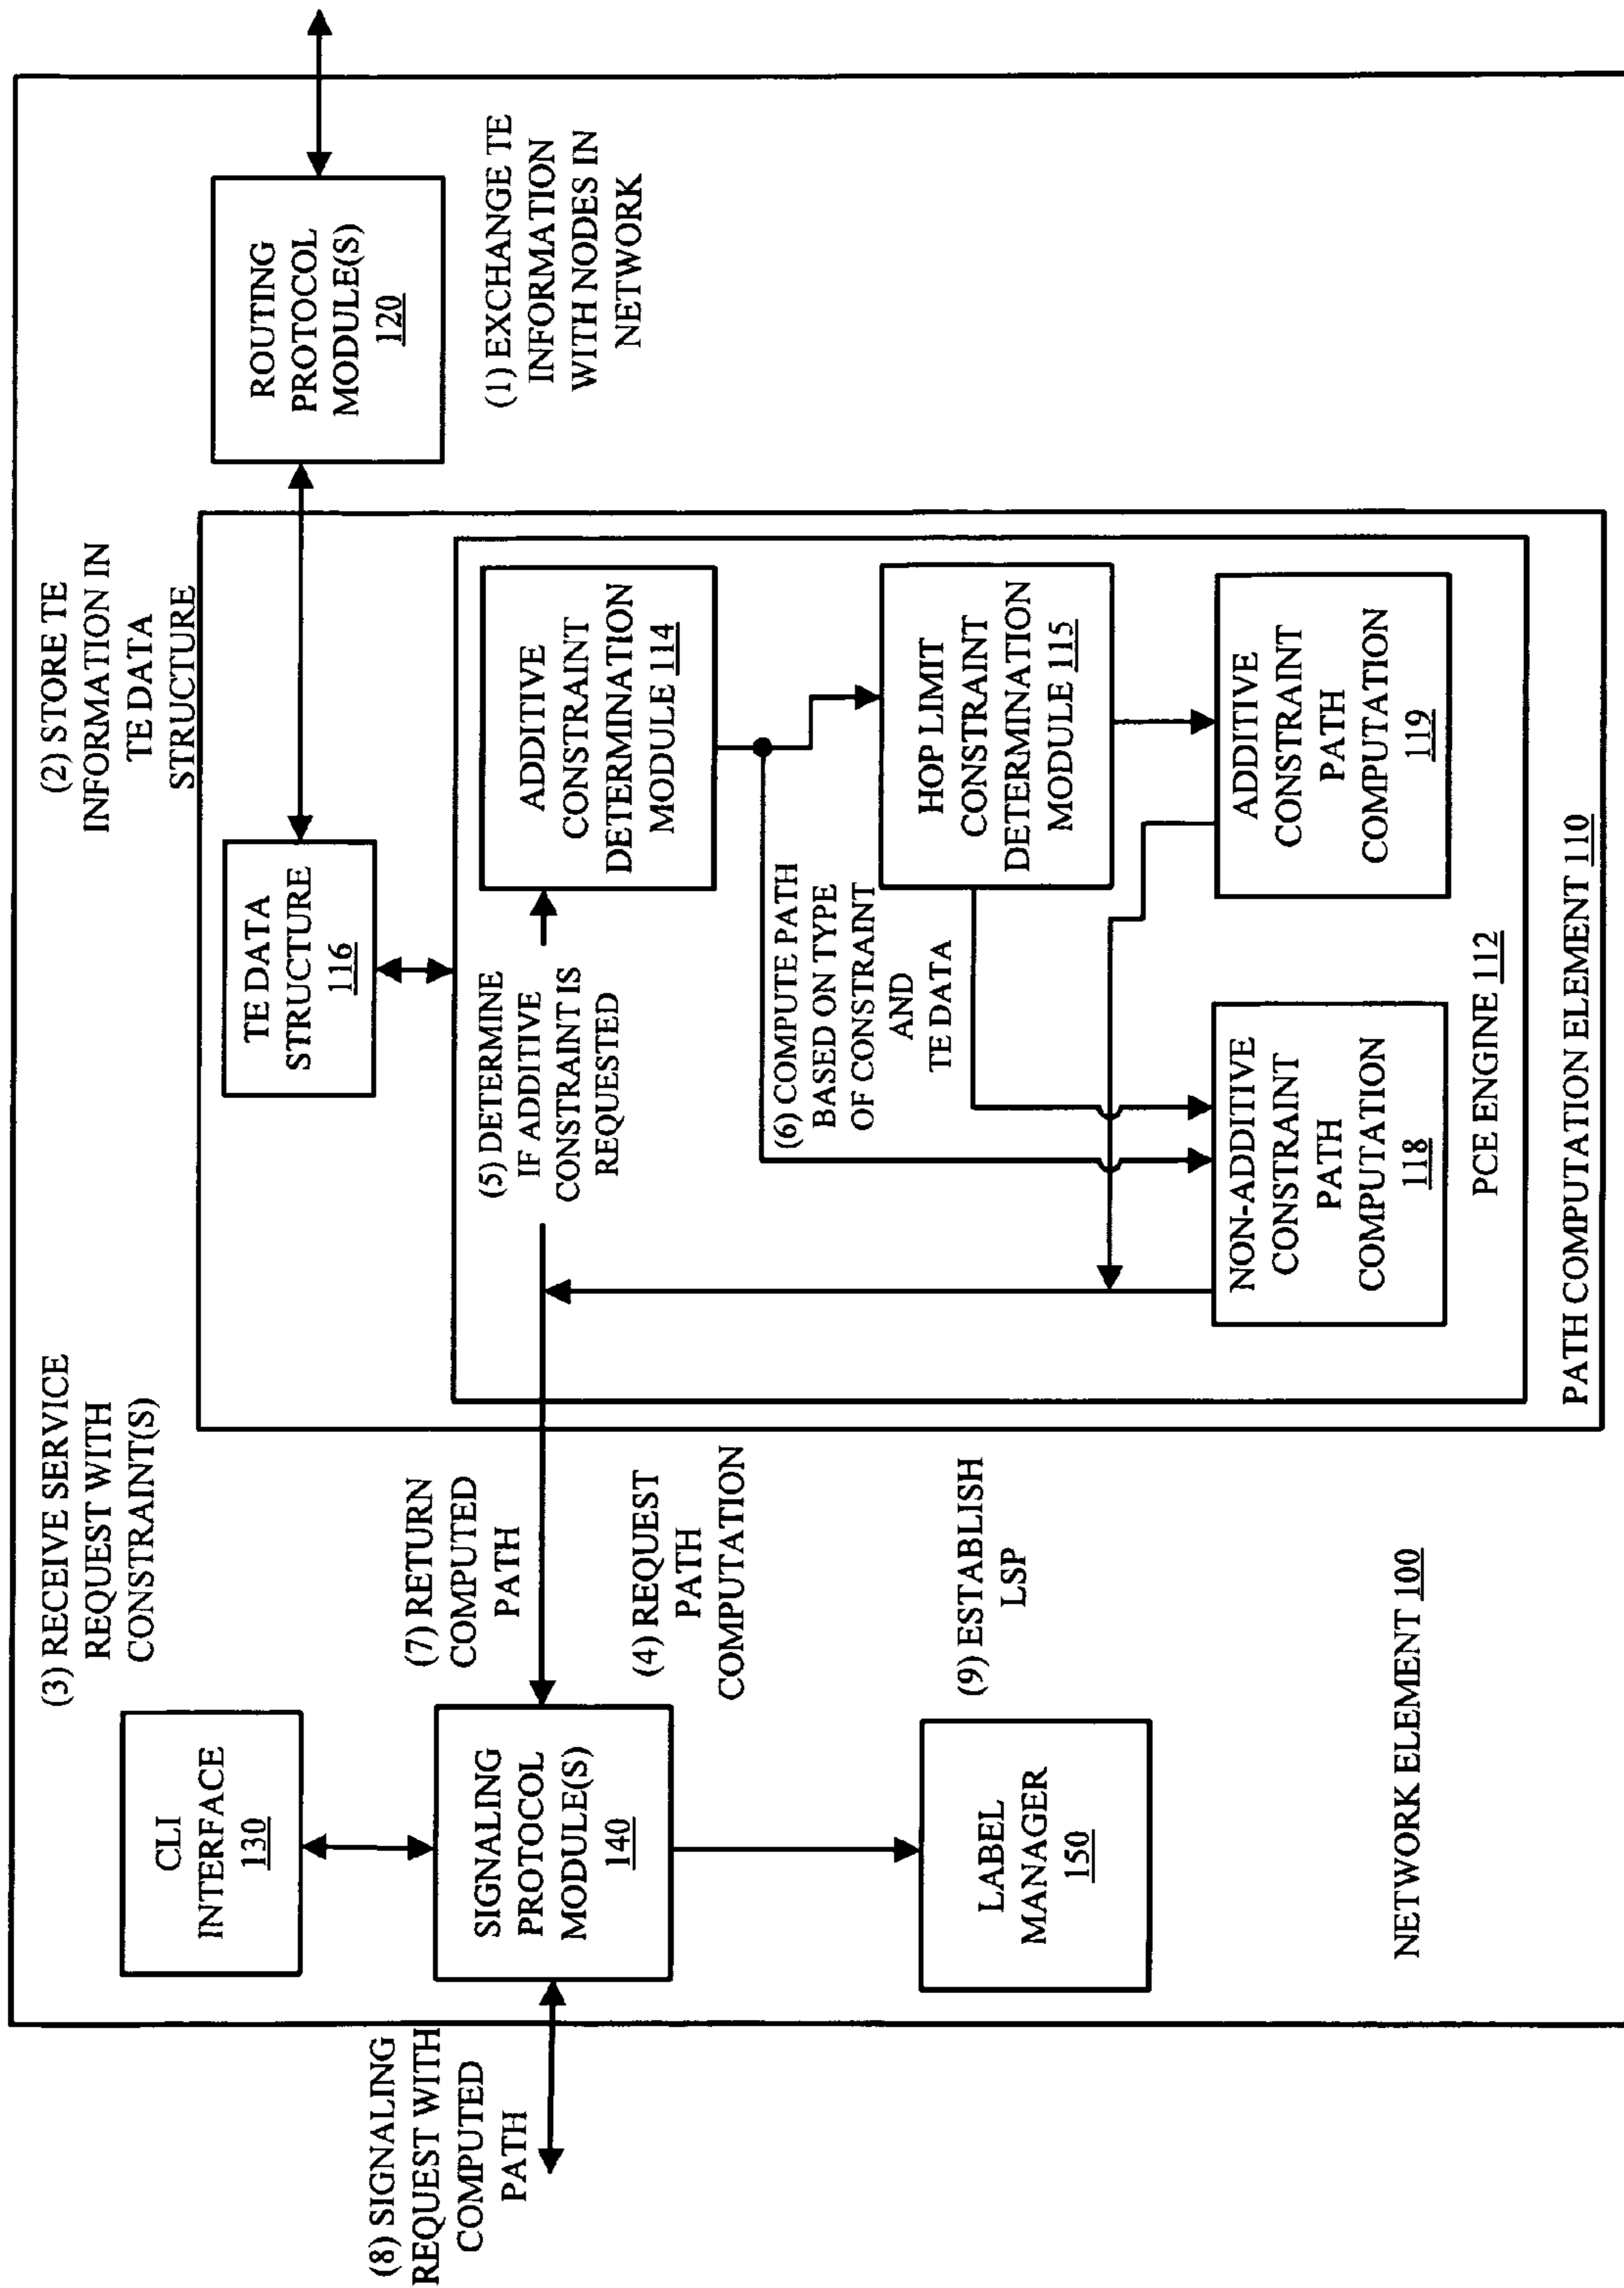 (8) SIGNALING
REQUEST WITH
COMPUTED
PATH
(3) RECEIVE SERVICE
REQUEST WITH
CONSTRAINT(S)
CLI
INTERFACE
130
SIGNALING
PROTOCOL
MODULE(S)
140
LABEL
MANAGER
150
NETWORK ELEMENT 100
(7) RETURN
COMPUTED
PATH
(4) REQUEST
PATH
COMPUTATION
(9) ESTABLISH
LSP
(2) STORE TE
INFORMATION IN
TE DATA
STRUCTURE
TE DATA
STRUCTURE
116
(5) DETERMINE
IF ADDITIVE
CONSTRAINT IS
REQUESTED
ADDITIVE
CONSTRAINT
DETERMINATION
MODULE 114
(6) COMPUTE PATH
BASED ON TYPE
OF CONSTRAINT
AND
TE DATA
HOP LIMIT
CONSTRAINT
DETERMINATION
MODULE 115
NON-ADDITIVE
CONSTRAINT
PATH
COMPUTATION
118
ADDITIVE
CONSTRAINT
PATH
COMPUTATION
119
PCE ENGINE 112
PATH COMPUTATION ELEMENT 110
ROUTING
PROTOCOL
MODULE(S)
120
(1) EXCHANGE TE
INFORMATION
WITH NODES IN
NETWORK